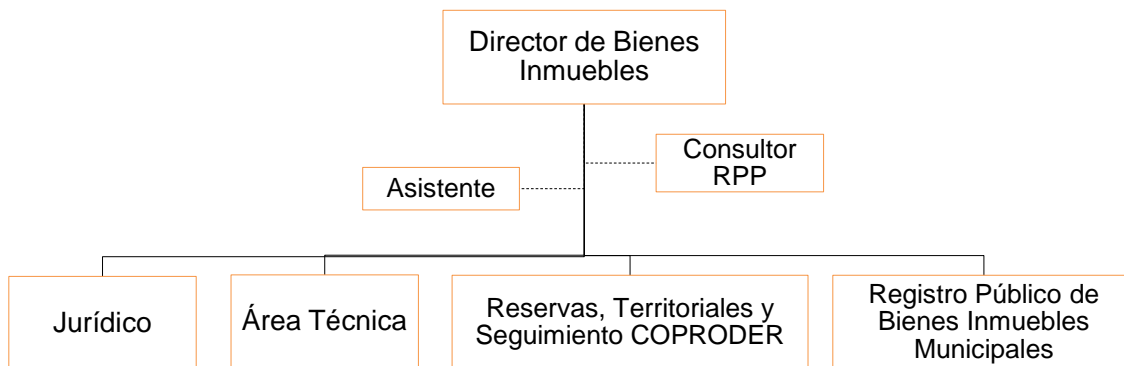 Director de Bienes
Inmuebles
Consultor
RPP
Asistente
Jurídico
Área Técnica
Reservas, Territoriales y
Seguimiento COPRODER
Registro Público de
Bienes Inmuebles
Municipales